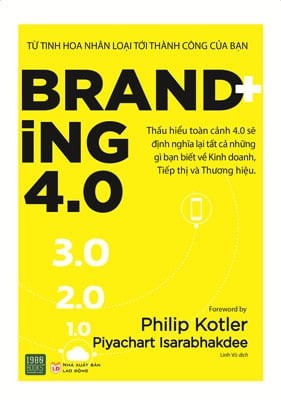 TỪ TINH HOA NHÂN LOẠI TỚI THÀNH CÔNG CỦA BẠN
BRAND+
iNG
4.0
Thấu hiểu toàn cảnh 4.0 sẽ
định nghĩa lại tất cả những
gì bạn biết về Kinh doanh,
Tiếp thị và Thương hiệu.
3.0
2.0
1.0
Foreword by
Philip Kotler
Piyachart Isarabhakdee
Linh Vũ dịch
1980
BOOKS
LĐ
NHÀ XUẤT BẢN
LAO ĐỘNG